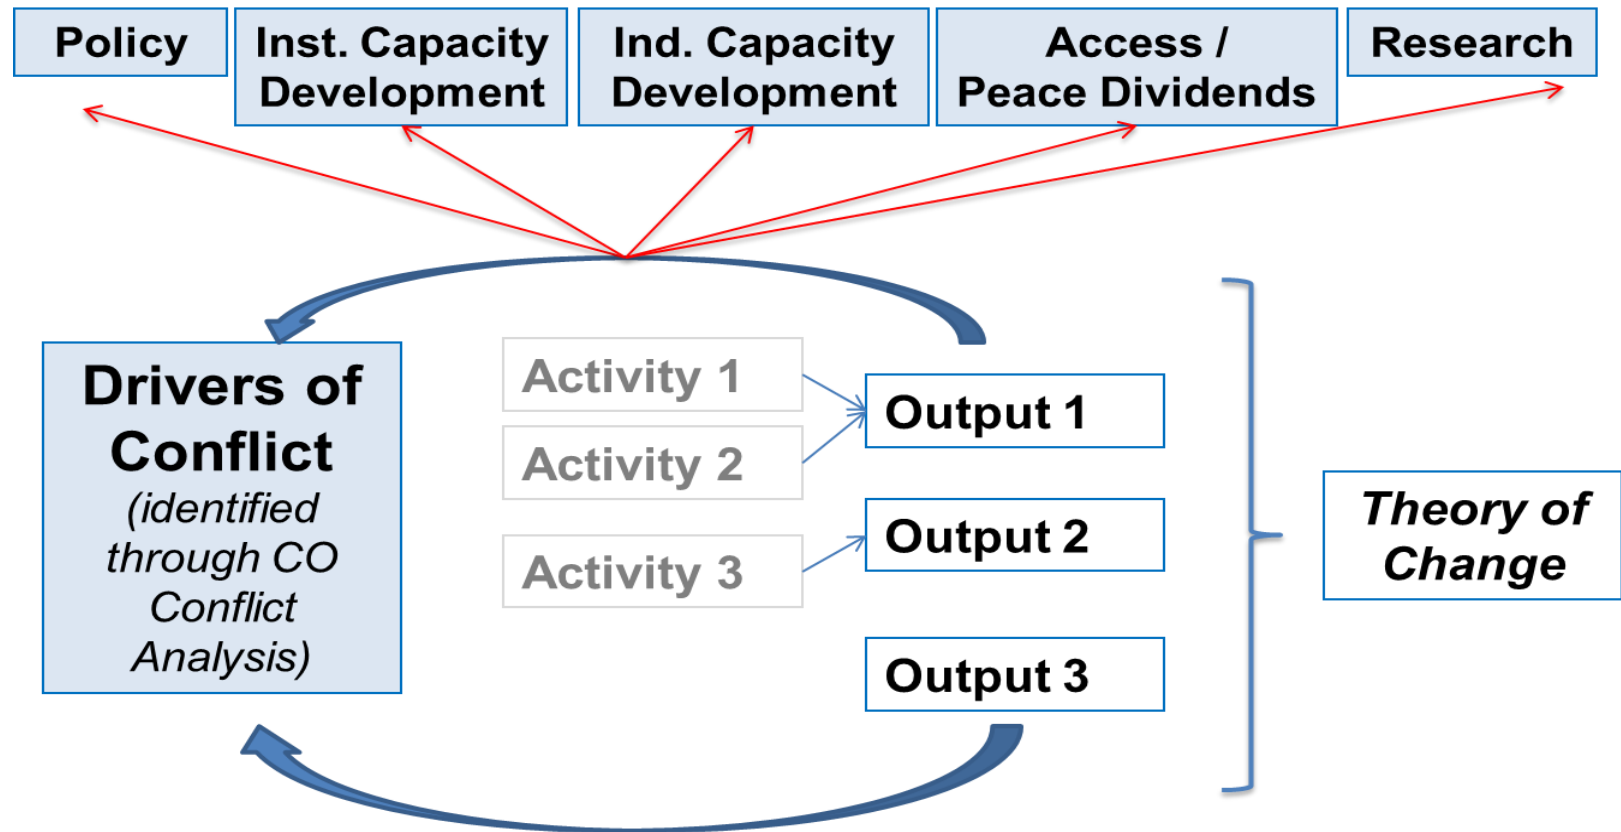 Policy
Inst. Capacity
Development
Ind. Capacity
Development
Access /
Peace Dividends
Research
Drivers of
Conflict
(identified
through CO
Conflict
Analysis)
Activity 1
Activity 2
Activity 3
Output 1
Output 2
Output 3
Theory of
Change